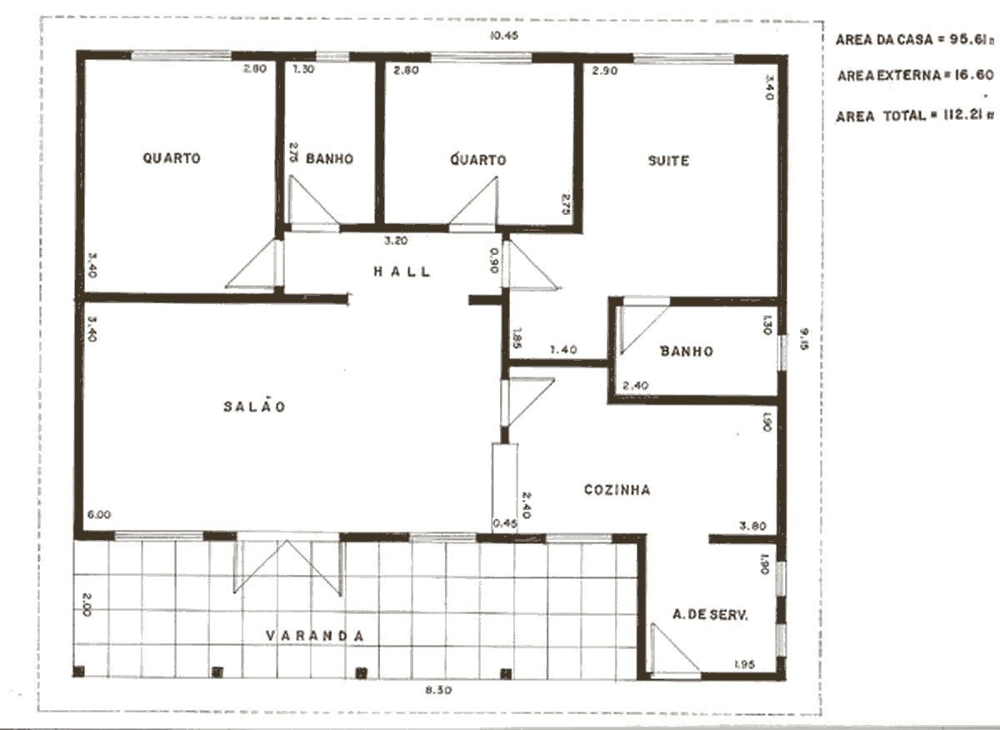 10.45
AREA DA CASA = 95.61 m
AREA EXTERNA = 16.60
AREA TOTAL = 112.21 m
2.80
1.30
2.80
2.90
3.40
QUARTO
2.75
BANHO
QUARTO
SUITE
2.75
3.40
3.20
HALL
0.90
3.40
1.85
1.40
1.30
BANHO
9.15
2.40
SALÃO
1.50
COZINHA
6.00
0.45
2.40
3.80
1.90
2.00
VARANDA
A. DE SERV.
1.95
8.30